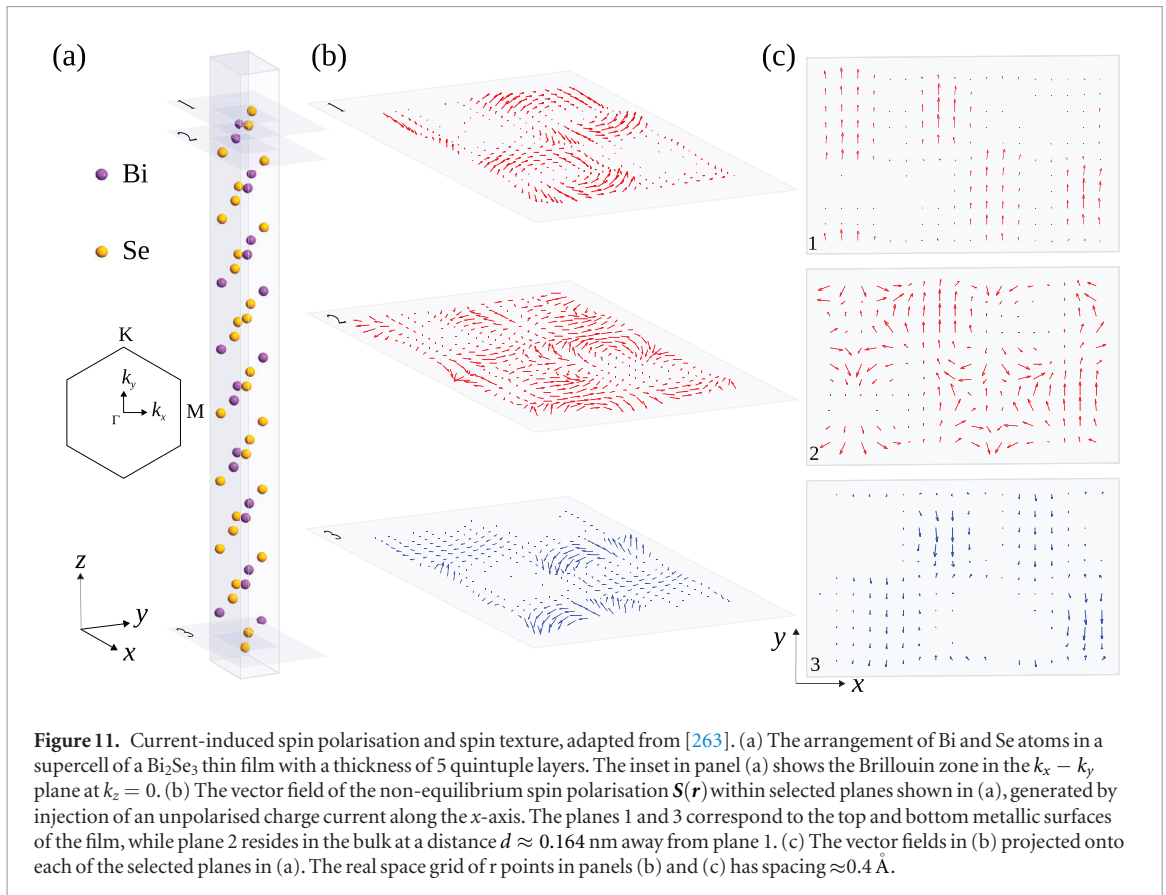 (a)
(b)
(c)
1
2
Bi
Se
K
k_y
Γ
k_x
M
z
y
x
3
1
2
3
1
2
3
y
x
Figure 11. Current-induced spin polarisation and spin texture, adapted from [263]. (a) The arrangement of Bi and Se atoms in a
supercell of a Bi₂Se₃ thin film with a thickness of 5 quintuple layers. The inset in panel (a) shows the Brillouin zone in the kₓ − k_y
plane at k_z = 0. (b) The vector field of the non-equilibrium spin polarisation S(r) within selected planes shown in (a), generated by
injection of an unpolarised charge current along the x-axis. The planes 1 and 3 correspond to the top and bottom metallic surfaces
of the film, while plane 2 resides in the bulk at a distance d ≈ 0.164 nm away from plane 1. (c) The vector fields in (b) projected onto
each of the selected planes in (a). The real space grid of r points in panels (b) and (c) has spacing ≈0.4 Å.